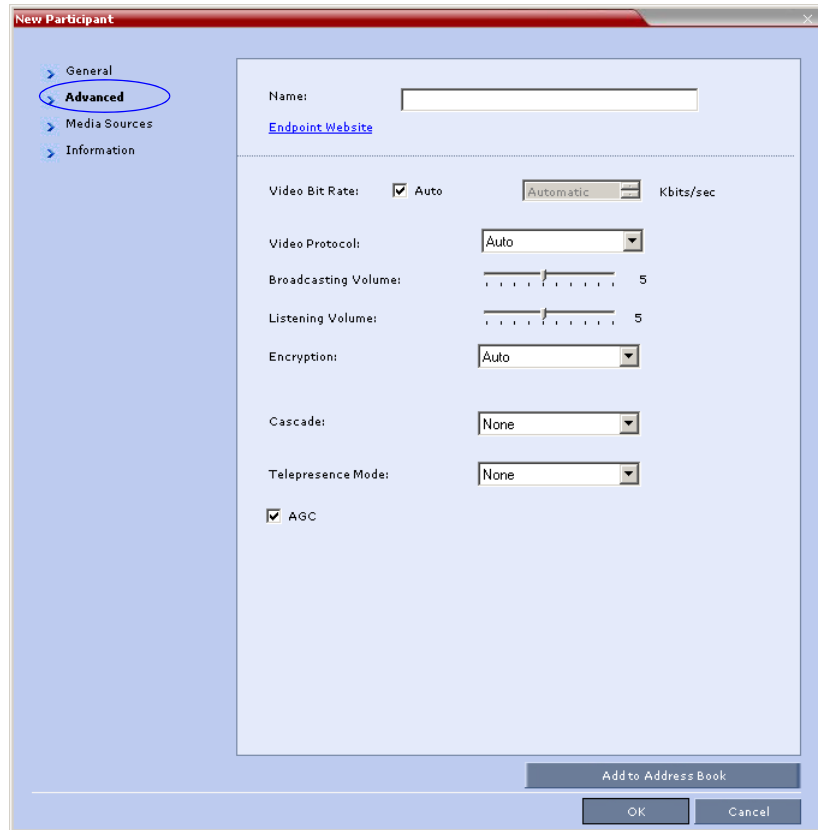 New Participant
General
Advanced
Media Sources
Information
Name:
Endpoint Website
Video Bit Rate: Auto Automatic Kbits/sec
Video Protocol: Auto
Broadcasting Volume: 5
Listening Volume: 5
Encryption: Auto
Cascade: None
Telepresence Mode: None
AGC
Add to Address Book
OK Cancel